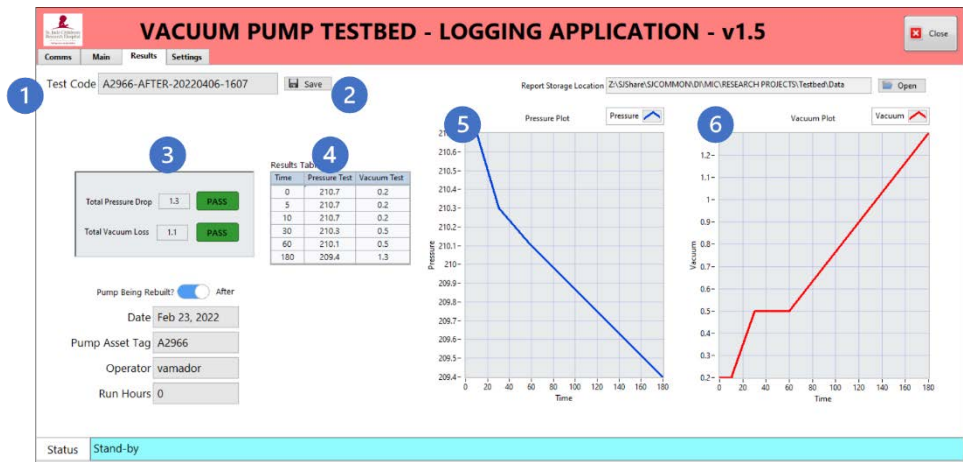 St. Jude Children's
Research Hospital
VACUUM PUMP TESTBED - LOGGING APPLICATION - v1.5
Close
Comms Main Results Settings
1
Test Code A2966-AFTER-20220406-1607 Save
2
Report Storage Location Z:\SJShare\SJCOMMON\DI\MIC\RESEARCH PROJECTS\Testbed\Data Open
3
Total Pressure Drop 1.3 PASS
Total Vacuum Loss 1.1 PASS
4
Results
Time Pressure Test Vacuum Test
0 210.7 0.2
5 210.7 0.2
10 210.7 0.2
30 210.3 0.5
60 210.1 0.5
180 209.4 1.3
Pump Being Rebuilt? After
Date Feb 23, 2022
Pump Asset Tag A2966
Operator vamador
Run Hours 0
5
Pressure Plot Pressure
210.6-
210.5-
210.4-
210.3-
210.2-
210.1-
210-
209.9-
209.8-
209.7-
209.6-
209.5-
209.4-
Pressure
0 20 40 60 80 100 120 140 160 180
Time
6
Vacuum Plot Vacuum
1.2-
1.1-
1-
0.9-
0.8-
0.7-
0.6-
0.5-
0.4-
0.3-
0.2-
Vacuum
0 20 40 60 80 100 120 140 160 180
Time
Status Stand-by